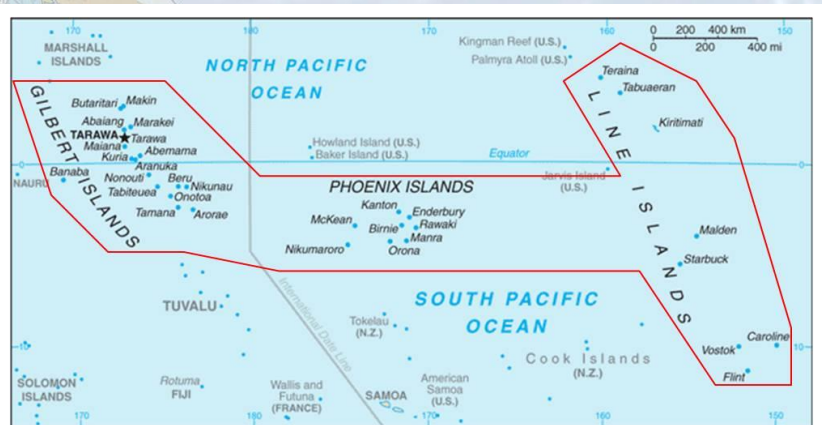 170
180
170
160
150
0 200 400 km
0 200 400 mi
MARSHALL
ISLANDS
NORTH PACIFIC
OCEAN
Kingman Reef (U.S.)
Palmyra Atoll (U.S.)
Teraina
Tabuaeran
Kiritimati
LINE ISLANDS
GILBERT ISLANDS
Butaritari
Makin
Abaiang
Marakei
TARAWA
Tarawa
Maiana
Abemama
Kuria
Aranuka
Banaba
Nonouti
Beru
Nikunau
Tabiteuea
Onotoa
Tamana
Arorae
0
NAURU
Howland Island (U.S.)
Baker Island (U.S.)
Equator
0
Jarvis Island
(U.S.)
PHOENIX ISLANDS
Kanton
Enderbury
McKean
Birnie
Rawaki
Manra
Nikumaroro
Orona
Malden
Starbuck
SOUTH PACIFIC
OCEAN
International Date Line
TUVALU
Tokelau
(N.Z.)
Cook Islands
(N.Z.)
Caroline
Vostok
Flint
10
10
SOLOMON
ISLANDS
Rotuma
FIJI
Wallis and
Futuna
(FRANCE)
SAMOA
American
Samoa
(U.S.)
170
180
170
160
150